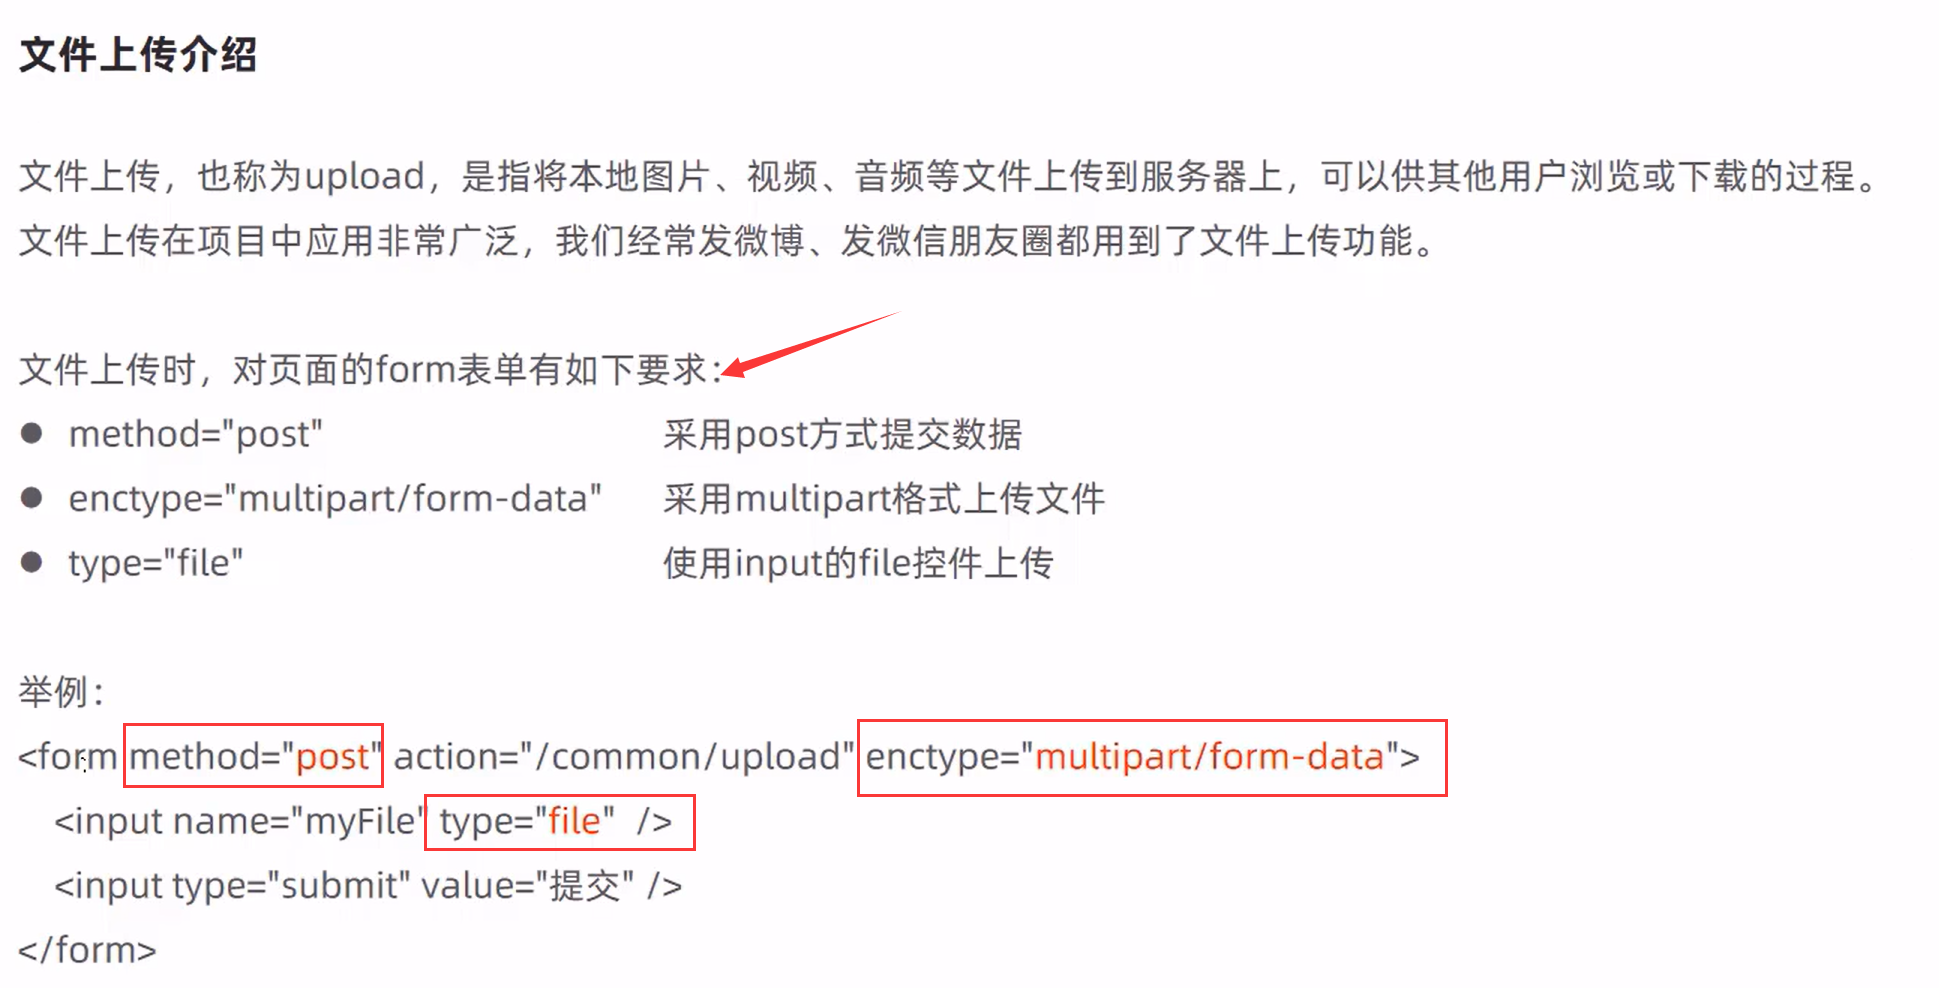 文件上传介绍
文件上传，也称为upload，是指将本地图片、视频、音频等文件上传到服务器上，可以供其他用户浏览或下载的过程。
文件上传在项目中应用非常广泛，我们经常发微博、发微信朋友圈都用到了文件上传功能。
文件上传时，对页面的form表单有如下要求：
● method="post" 采用post方式提交数据
● enctype="multipart/form-data" 采用multipart格式上传文件
● type="file" 使用input的file控件上传
举例：
<form method="post" action="/common/upload" enctype="multipart/form-data">
<input name="myFile" type="file" />
<input type="submit" value="提交" />
</form>